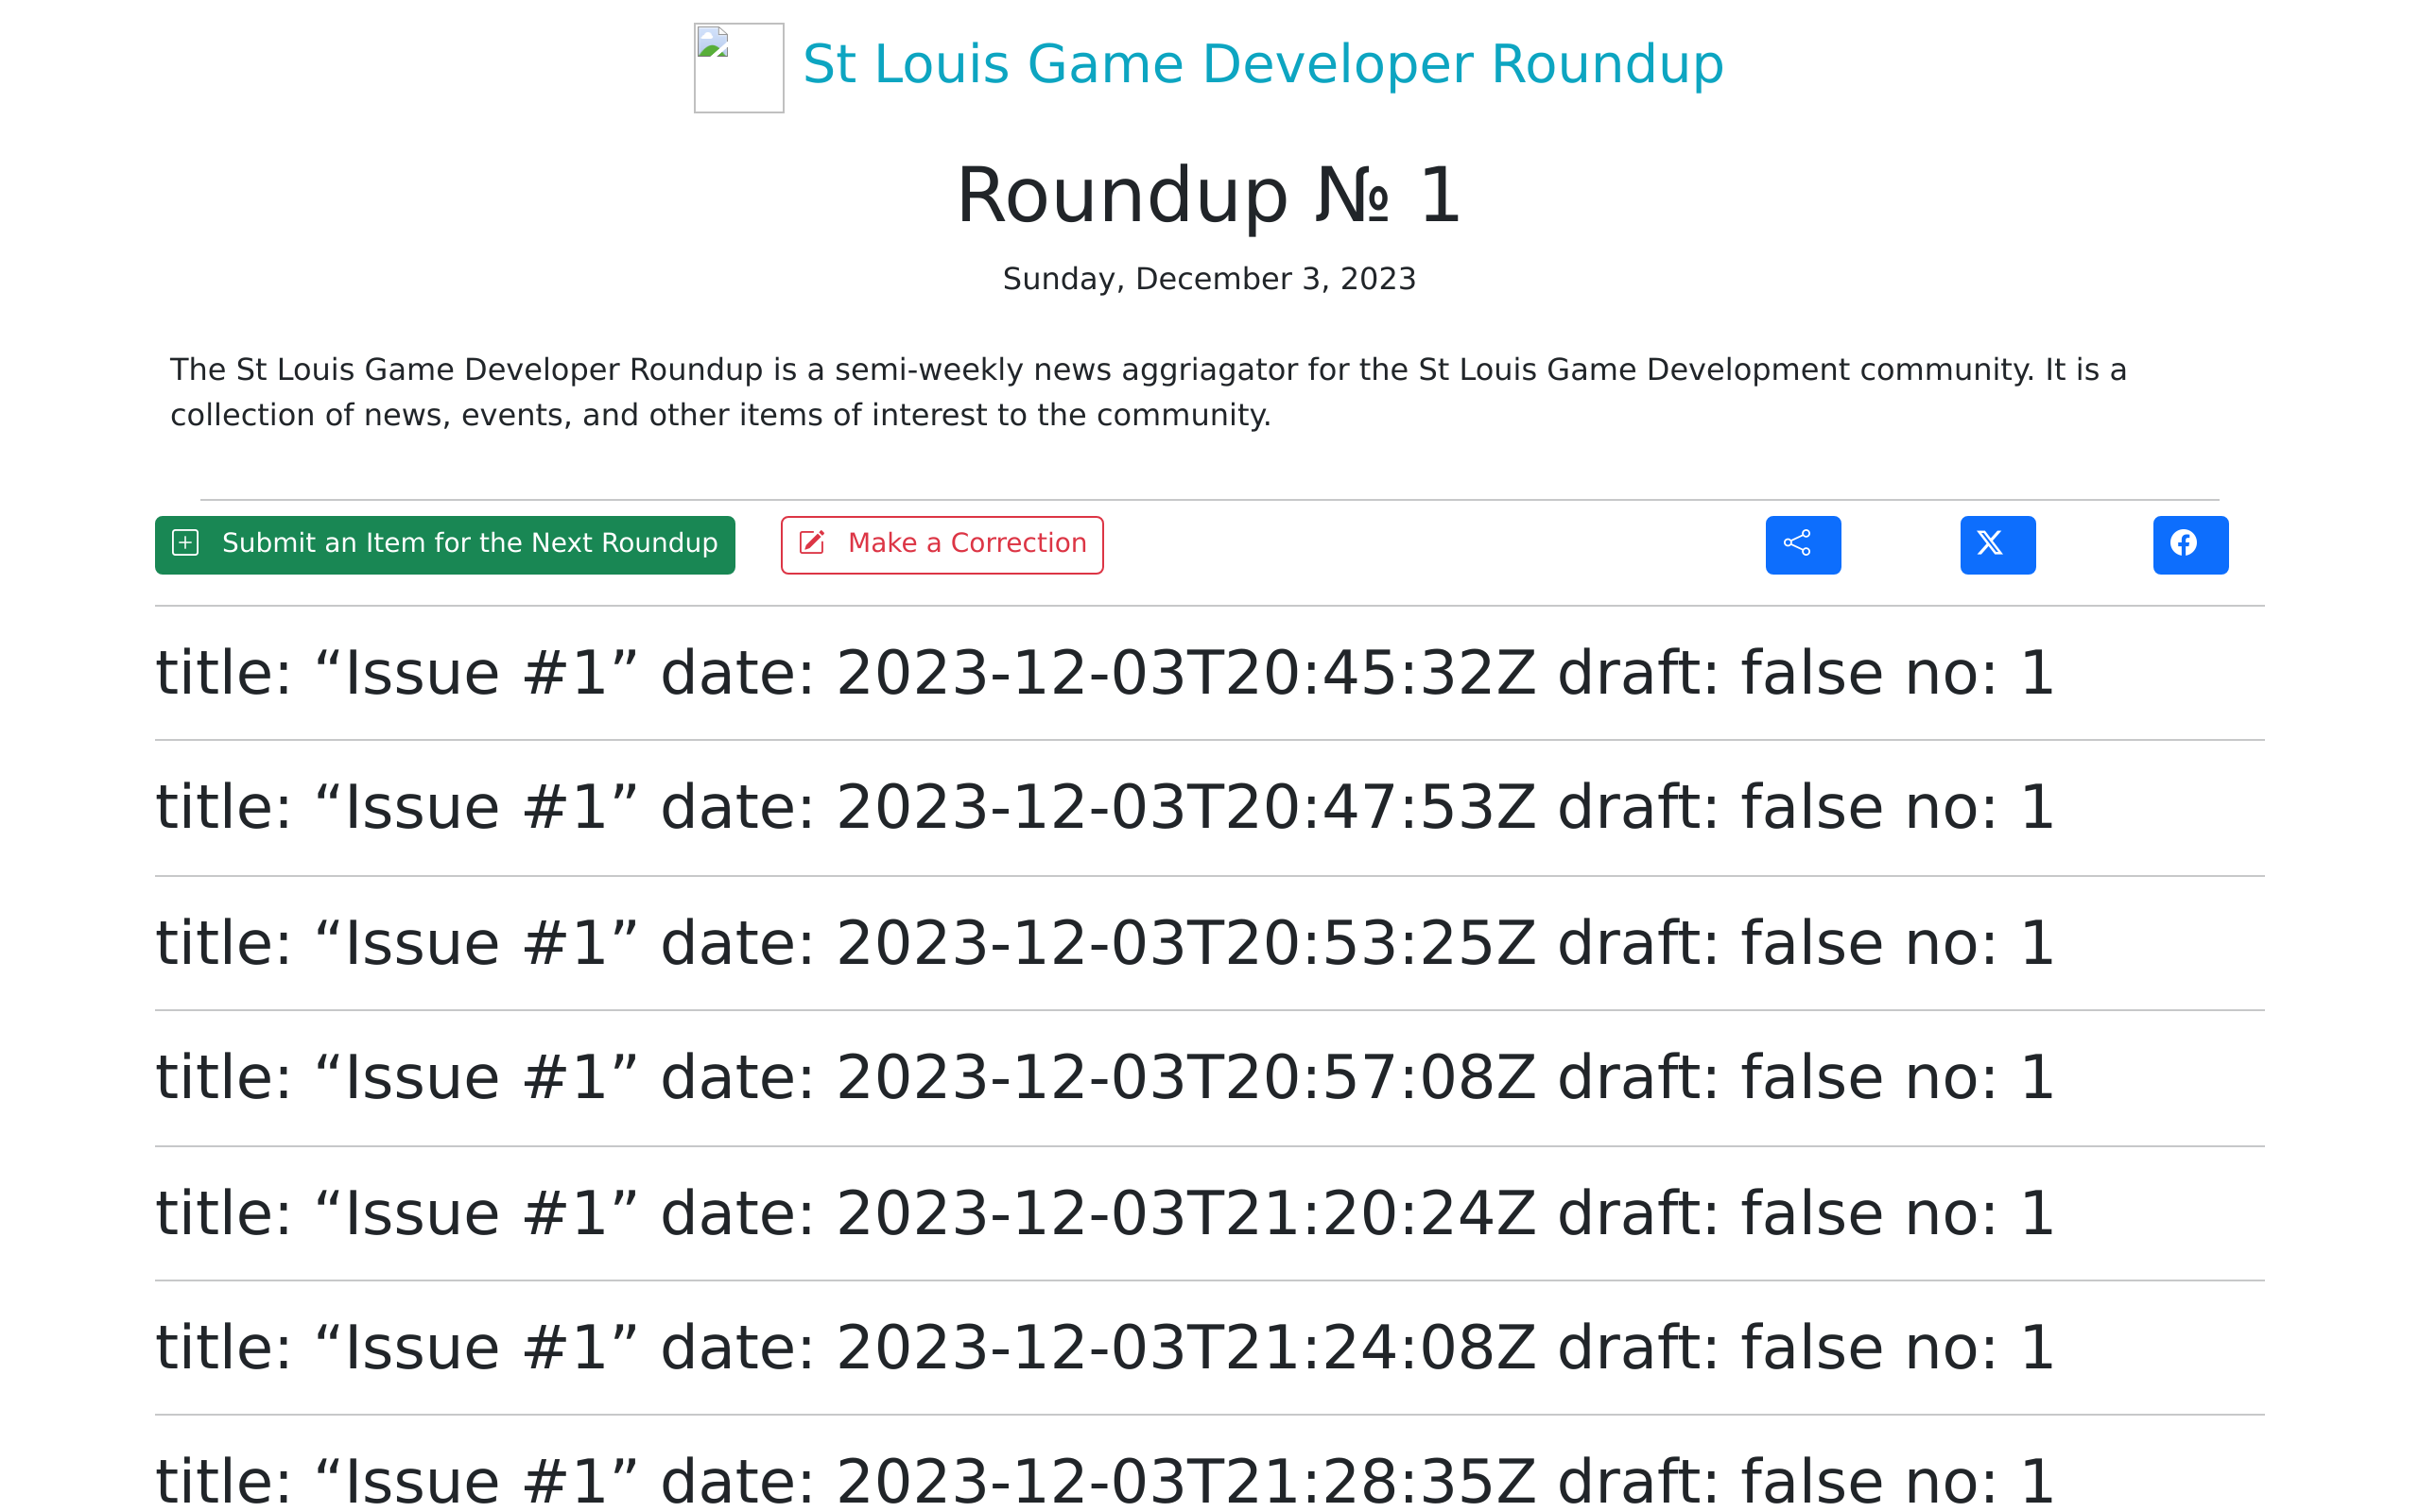 St Louis Game Developer Roundup
Roundup № 1
Sunday, December 3, 2023
The St Louis Game Developer Roundup is a semi-weekly news aggriagator for the St Louis Game Development community. It is a
collection of news, events, and other items of interest to the community.
Submit an Item for the Next Roundup
Make a Correction
title: “Issue #1” date: 2023-12-03T20:45:32Z draft: false no: 1
title: “Issue #1” date: 2023-12-03T20:47:53Z draft: false no: 1
title: “Issue #1” date: 2023-12-03T20:53:25Z draft: false no: 1
title: “Issue #1” date: 2023-12-03T20:57:08Z draft: false no: 1
title: “Issue #1” date: 2023-12-03T21:20:24Z draft: false no: 1
title: “Issue #1” date: 2023-12-03T21:24:08Z draft: false no: 1
title: “Issue #1” date: 2023-12-03T21:28:35Z draft: false no: 1